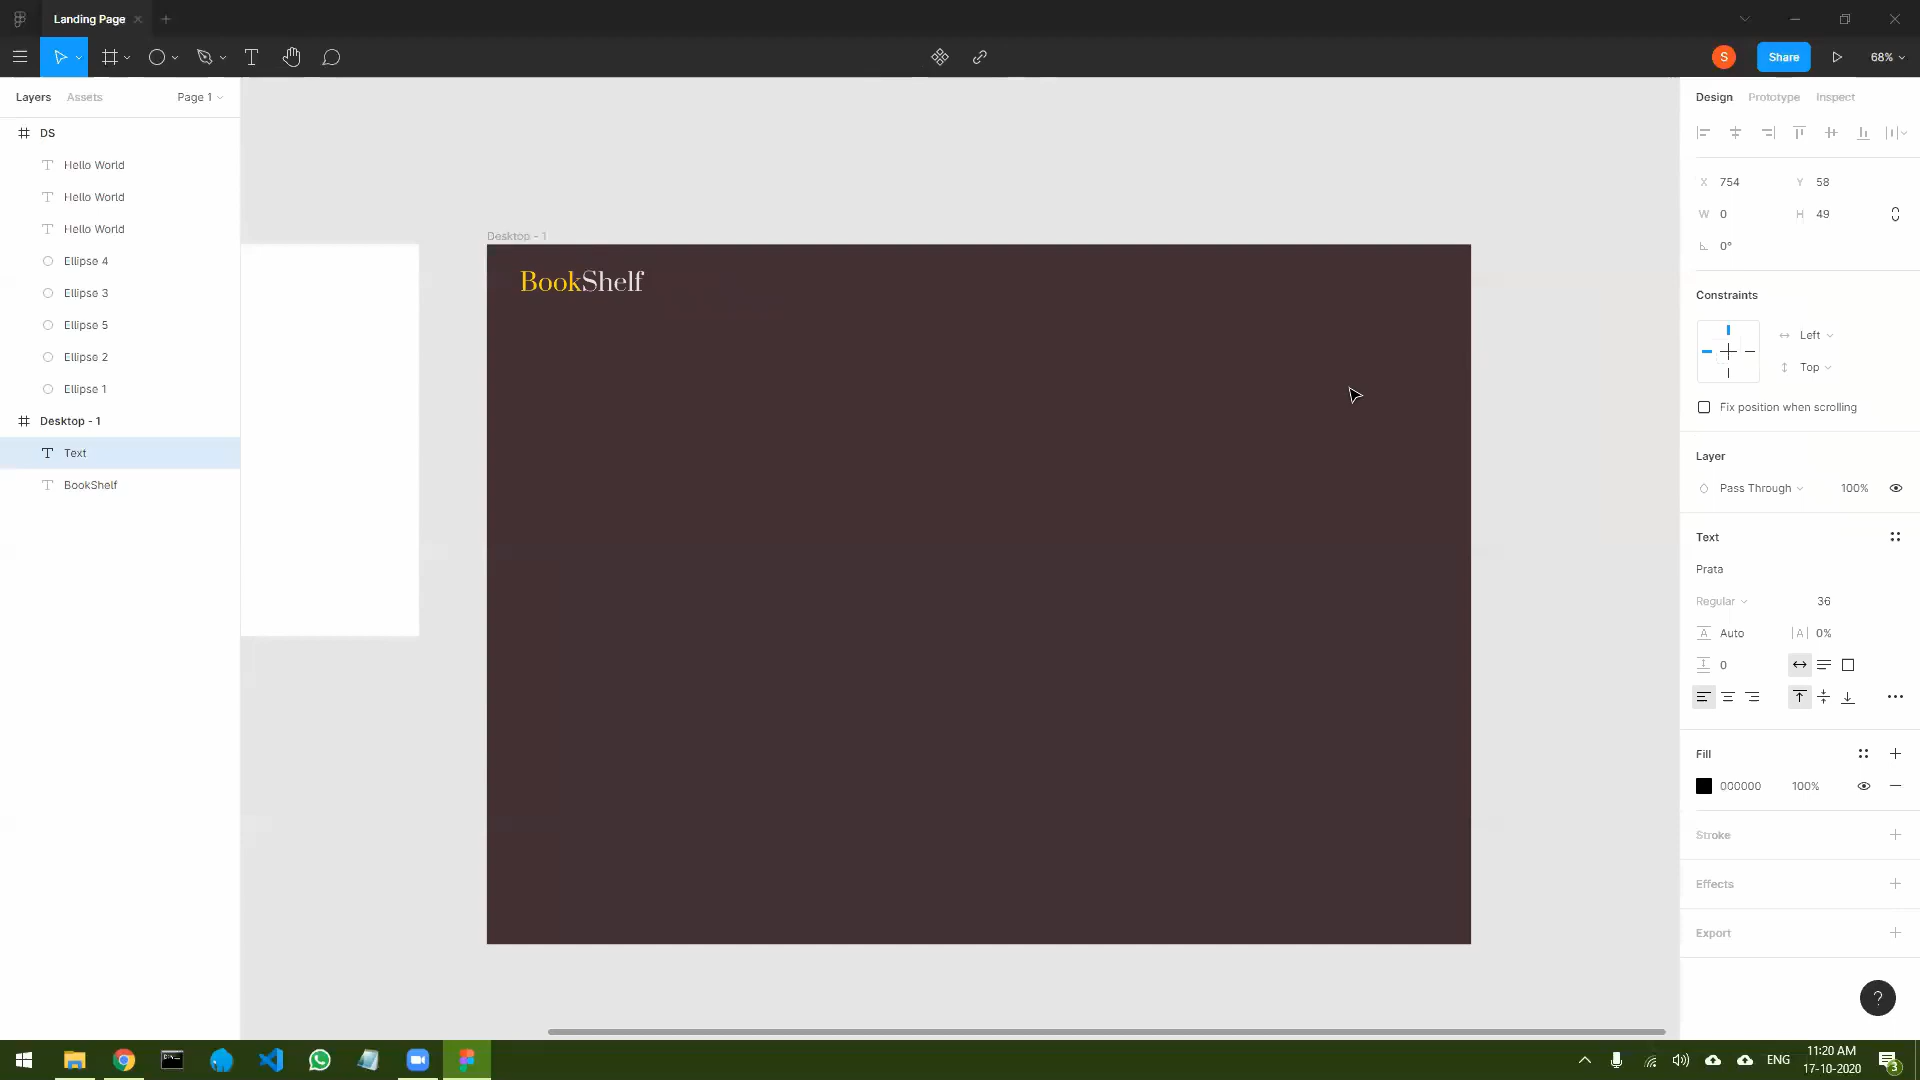 Landing Page
S
Share
68%
Layers
Assets
Page 1
DS
Hello World
Hello World
Hello World
Ellipse 4
Ellipse 3
Ellipse 5
Ellipse 2
Ellipse 1
Desktop - 1
Text
BookShelf
Desktop - 1
BookShelf
Design
Prototype
Inspect
X 754
Y 58
W 0
H 49
0°
Constraints
Left
Top
Fix position when scrolling
Layer
Pass Through
100%
Text
Prata
Regular
36
A Auto
|A| 0%
0
Fill
000000
100%
Stroke
Effects
Export
?
ENG
11:20 AM
17-10-2020
3